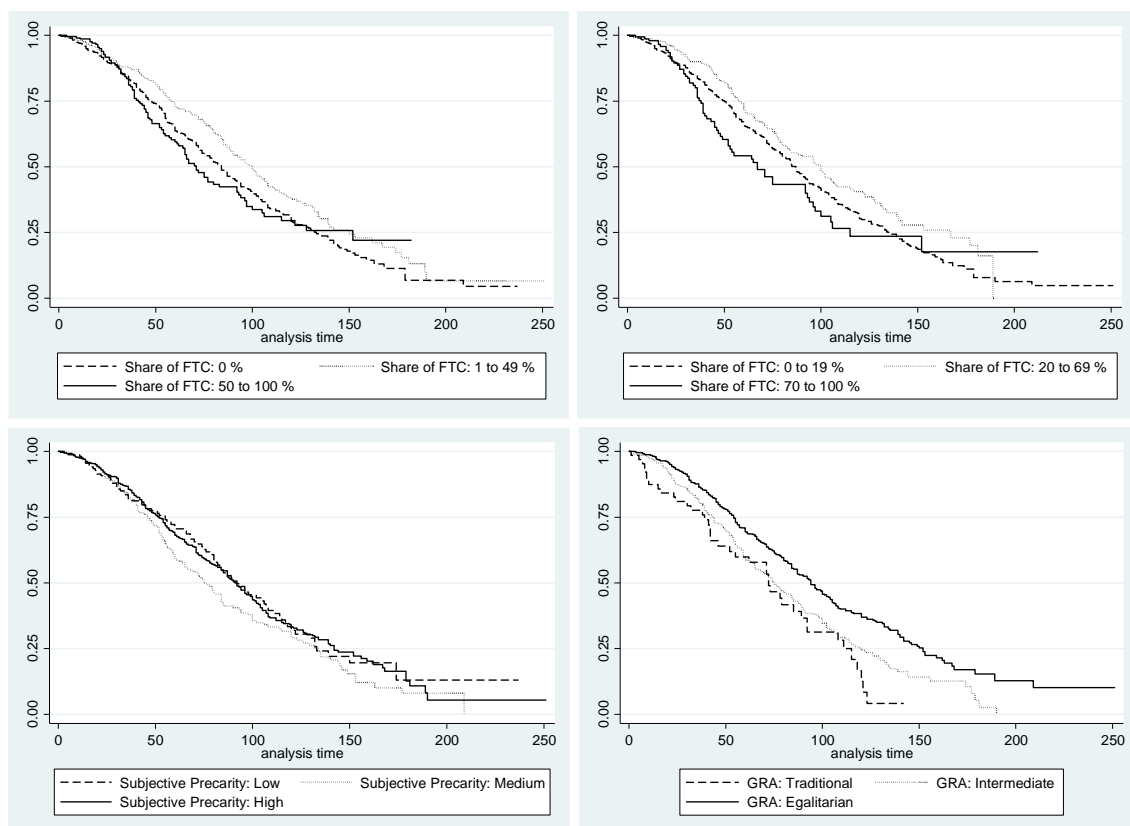 1.00
0.75
0.50
0.25
0.00
0 50 100 150 200 250
analysis time
Share of FTC: 0 % Share of FTC: 1 to 49 %
Share of FTC: 50 to 100 %
1.00
0.75
0.50
0.25
0.00
0 50 100 150 200 250
analysis time
Share of FTC: 0 to 19 % Share of FTC: 20 to 69 %
Share of FTC: 70 to 100 %
1.00
0.75
0.50
0.25
0.00
0 50 100 150 200 250
analysis time
Subjective Precarity: Low Subjective Precarity: Medium
Subjective Precarity: High
1.00
0.75
0.50
0.25
0.00
0 50 100 150 200 250
analysis time
GRA: Traditional GRA: Intermediate
GRA: Egalitarian